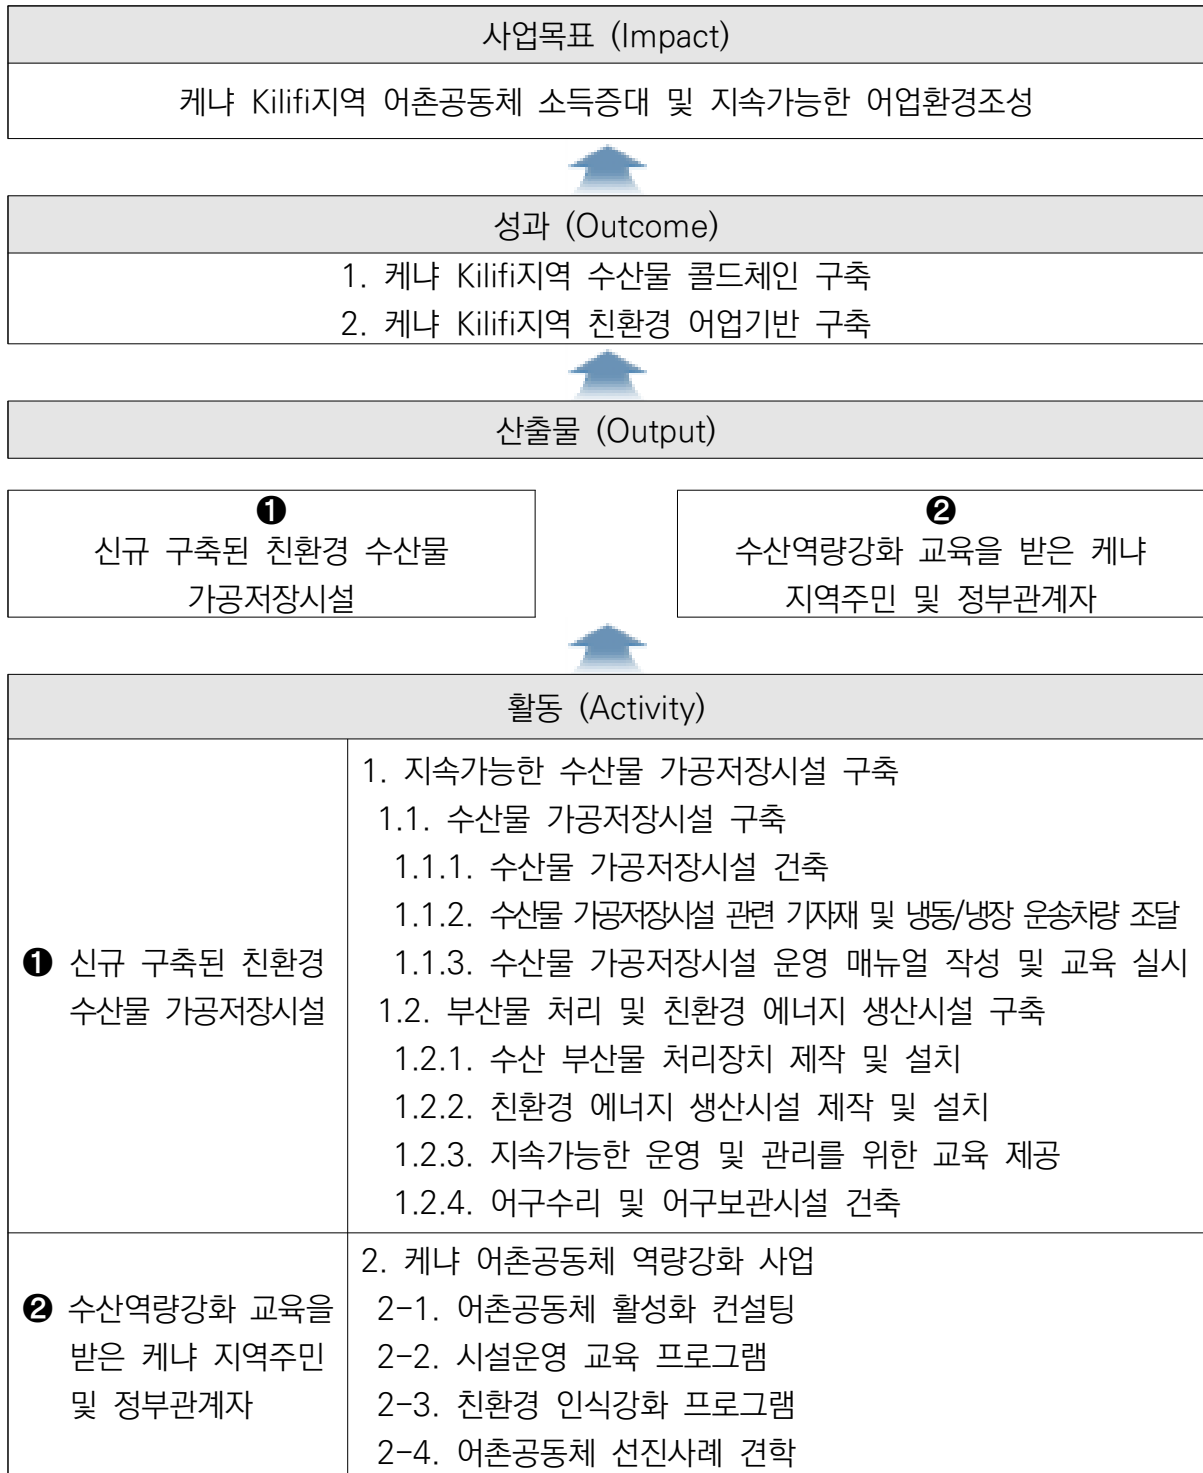 사업목표 (Impact)
케냐 Kilifi지역 어촌공동체 소득증대 및 지속가능한 어업환경조성
성과 (Outcome)
1. 케냐 Kilifi지역 수산물 콜드체인 구축
2. 케냐 Kilifi지역 친환경 어업기반 구축
산출물 (Output)
❶
신규 구축된 친환경 수산물
가공저장시설
❷
수산역량강화 교육을 받은 케냐
지역주민 및 정부관계자
활동 (Activity)
❶ 신규 구축된 친환경
수산물 가공저장시설
1. 지속가능한 수산물 가공저장시설 구축
1.1. 수산물 가공저장시설 구축
1.1.1. 수산물 가공저장시설 건축
1.1.2. 수산물 가공저장시설 관련 기자재 및 냉동/냉장 운송차량 조달
1.1.3. 수산물 가공저장시설 운영 매뉴얼 작성 및 교육 실시
1.2. 부산물 처리 및 친환경 에너지 생산시설 구축
1.2.1. 수산 부산물 처리장치 제작 및 설치
1.2.2. 친환경 에너지 생산시설 제작 및 설치
1.2.3. 지속가능한 운영 및 관리를 위한 교육 제공
1.2.4. 어구수리 및 어구보관시설 건축
❷ 수산역량강화 교육을
받은 케냐 지역주민
및 정부관계자
2. 케냐 어촌공동체 역량강화 사업
2-1. 어촌공동체 활성화 컨설팅
2-2. 시설운영 교육 프로그램
2-3. 친환경 인식강화 프로그램
2-4. 어촌공동체 선진사례 견학